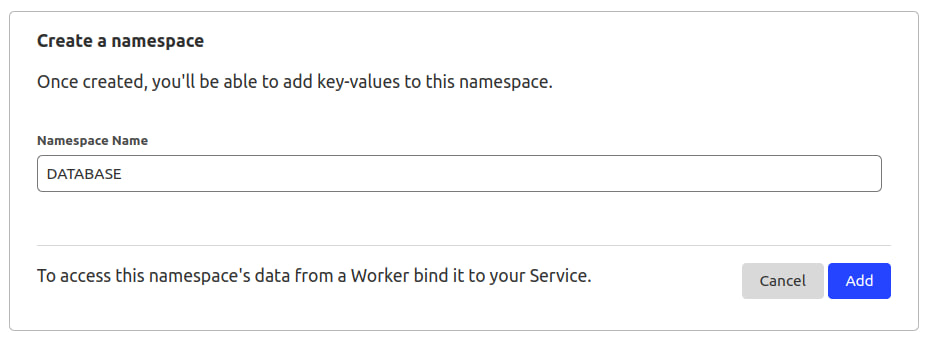 Create a namespace
Once created, you'll be able to add key-values to this namespace.
Namespace Name
DATABASE
To access this namespace's data from a Worker bind it to your Service.
Cancel
Add